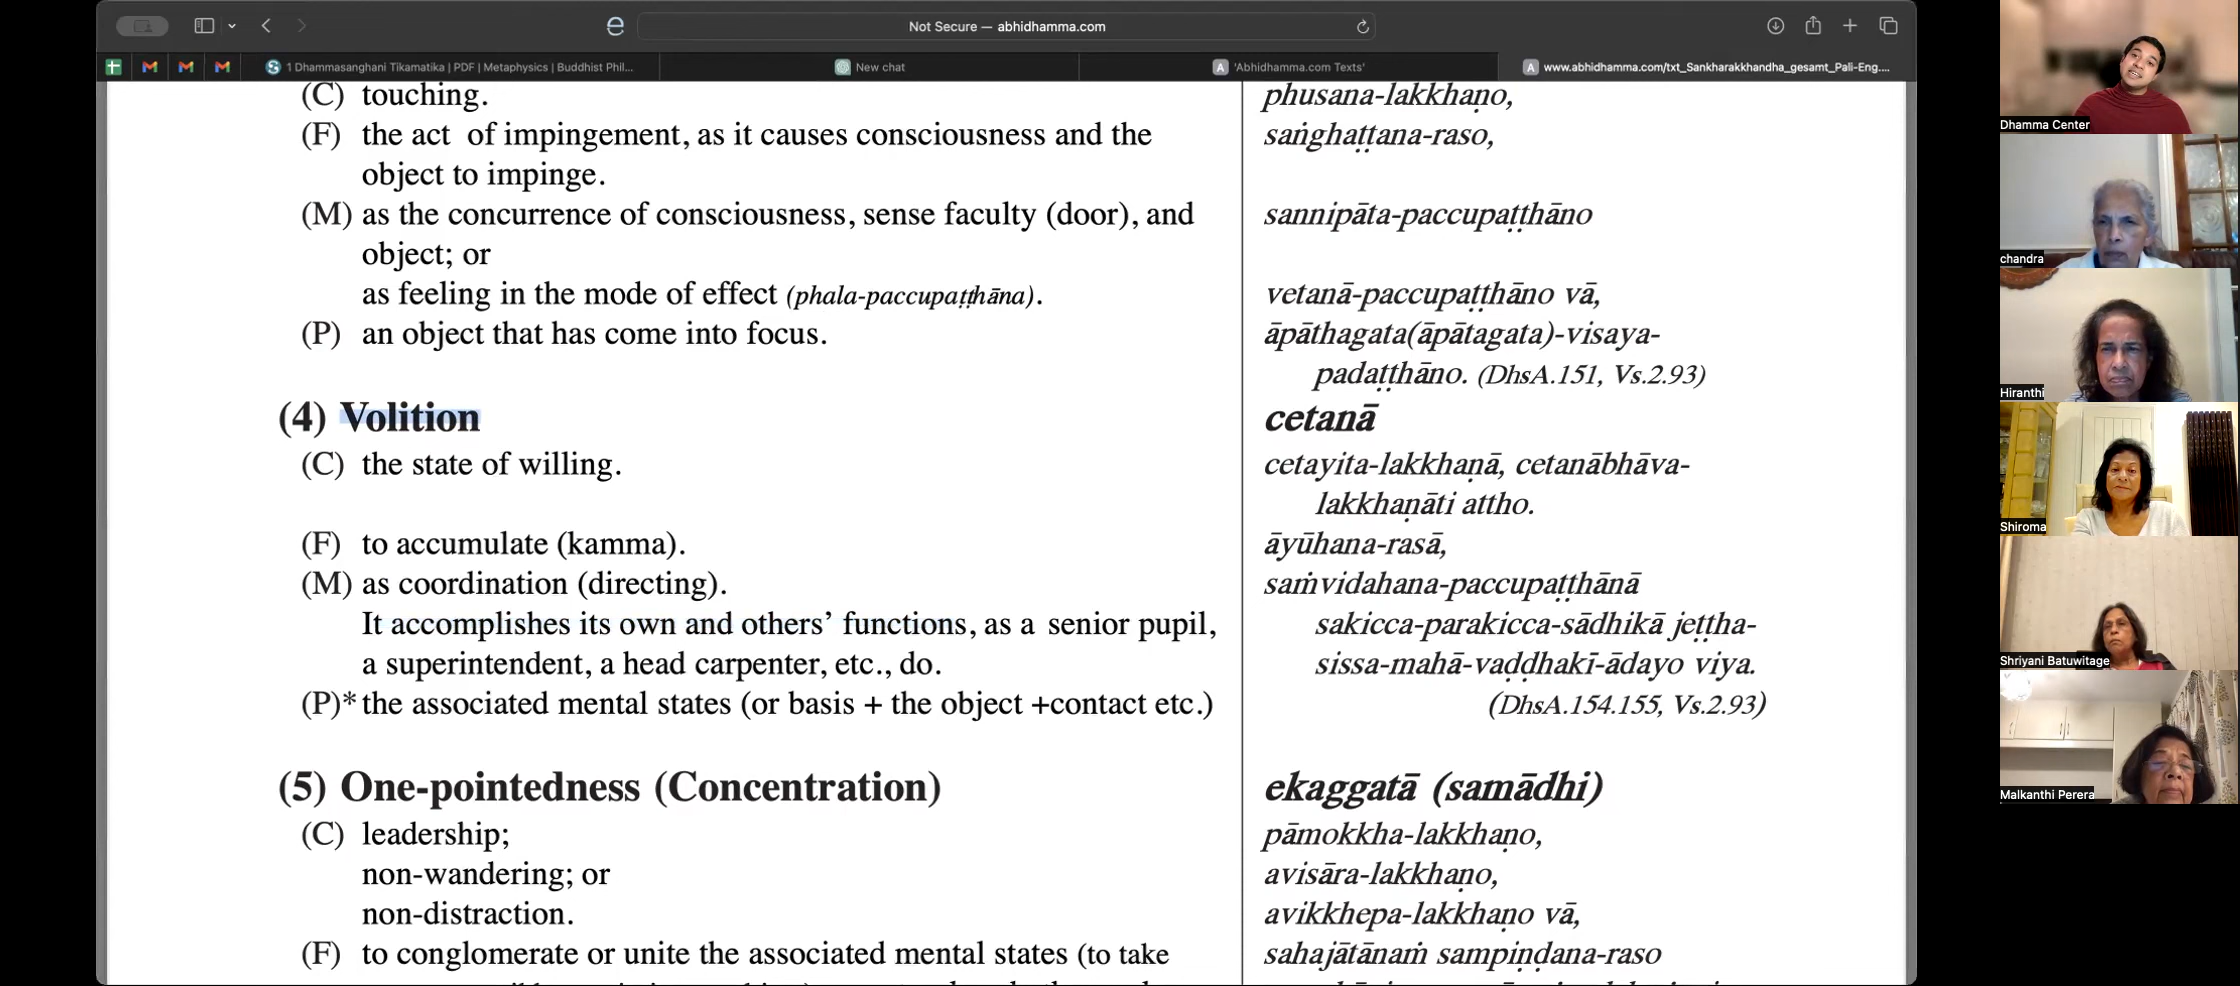 Not Secure — abhidhamma.com
1 Dhammasanghani Tikamatika | PDF | Metaphysics | Buddhist Phil...
New chat
'Abhidhamma.com Texts'
www.abhidhamma.com/txt_Sankharakkhandha_gesamt_Pali-Eng....
(C) touching.
phusana-lakkhaṇo,
(F) the act of impingement, as it causes consciousness and the
saṅghaṭṭana-raso,
object to impinge.
(M) as the concurrence of consciousness, sense faculty (door), and
sannipāta-paccupaṭṭhāno
object; or
as feeling in the mode of effect (phala-paccupaṭṭhāna).
vetanā-paccupaṭṭhāno vā,
(P) an object that has come into focus.
āpāthagata(āpātagata)-visaya-
padaṭṭhāno. (DhsA.151, Vs.2.93)
(4) Volition
cetanā
(C) the state of willing.
cetayita-lakkhaṇā, cetanābhāva-
lakkhaṇāti attho.
(F) to accumulate (kamma).
āyūhana-rasā,
(M) as coordination (directing).
saṁvidahana-paccupaṭṭhānā
It accomplishes its own and others’ functions, as a senior pupil,
sakicca-parakicca-sādhikā jeṭṭha-
a superintendent, a head carpenter, etc., do.
sissa-mahā-vaḍḍhakī-ādayo viya.
(P)* the associated mental states (or basis + the object +contact etc.)
(DhsA.154.155, Vs.2.93)
(5) One-pointedness (Concentration)
ekaggatā (samādhi)
(C) leadership;
pāmokkha-lakkhaṇo,
non-wandering; or
avisāra-lakkhaṇo,
non-distraction.
avikkhepa-lakkhaṇo vā,
(F) to conglomerate or unite the associated mental states (to take
sahajātānaṁ sampiṇḍana-raso
Dhamma Center
chandra
Hiranthi
Shiroma
Shriyani Batuwitage
Malkanthi Perera